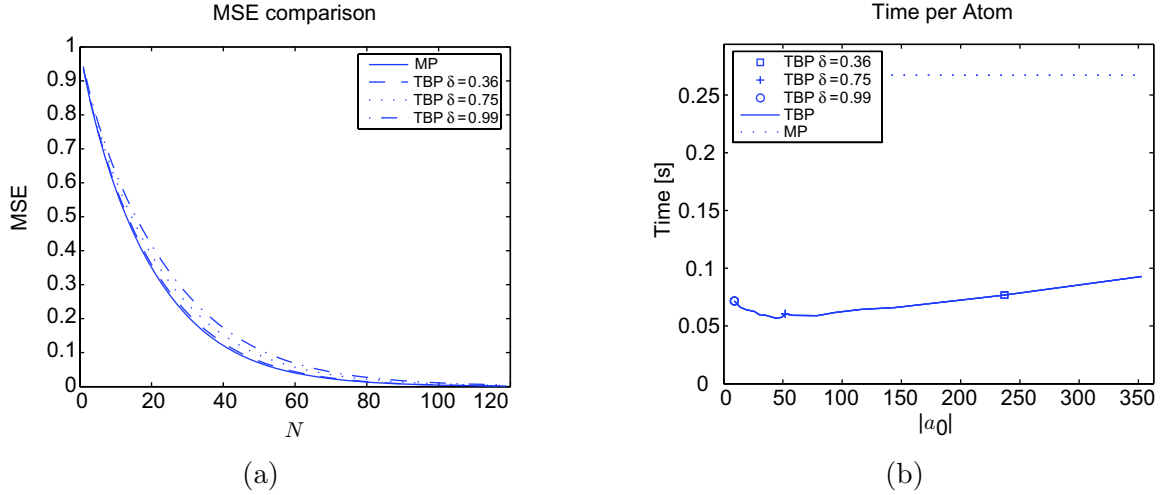 MSE comparison
1
0.9
0.8
0.7
0.6
0.5
0.4
0.3
0.2
0.1
0
MSE
0 20 40 60 80 100 120
N
MP
TBP δ=0.36
TBP δ=0.75
TBP δ=0.99
(a)
Time per Atom
0.25
0.2
0.15
0.1
0.05
0
Time [s]
0 50 100 150 200 250 300 350
|a0|
TBP δ=0.36
TBP δ=0.75
TBP δ=0.99
TBP
MP
(b)